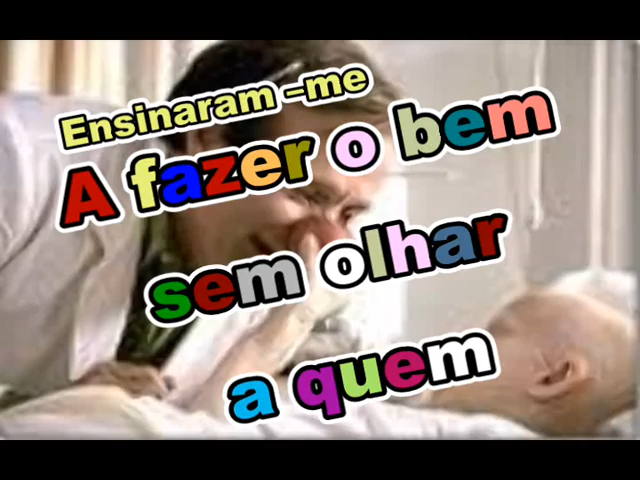 Ensinaram –me
A fazer o bem
sem olhar
a quem